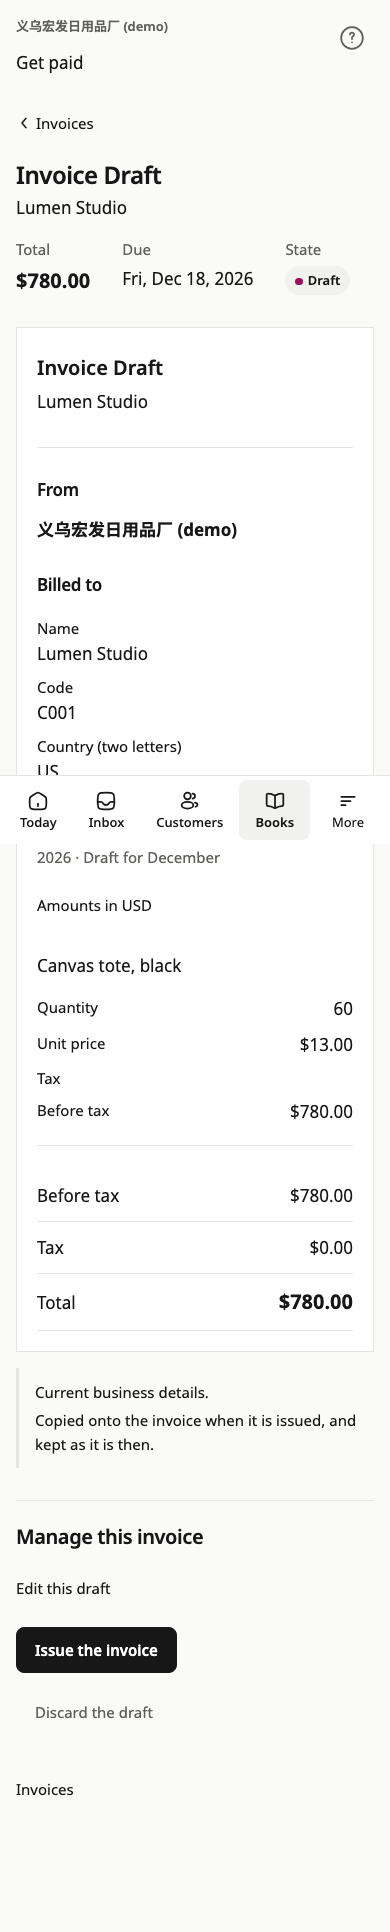 义乌宏发日用品厂 (demo)
Get paid
Invoices
Invoice Draft
Lumen Studio
Total
Due
State
$780.00
Fri, Dec 18, 2026
Draft
Invoice Draft
Lumen Studio
From
义乌宏发日用品厂 (demo)
Billed to
Name
Lumen Studio
Code
C001
Country (two letters)
US
Today
Inbox
Customers
Books
More
2026 · Draft for December
Amounts in USD
Canvas tote, black
Quantity
60
Unit price
$13.00
Tax
Before tax
$780.00
Before tax
$780.00
Tax
$0.00
Total
$780.00
Current business details.
Copied onto the invoice when it is issued, and
kept as it is then.
Manage this invoice
Edit this draft
Issue the invoice
Discard the draft
Invoices